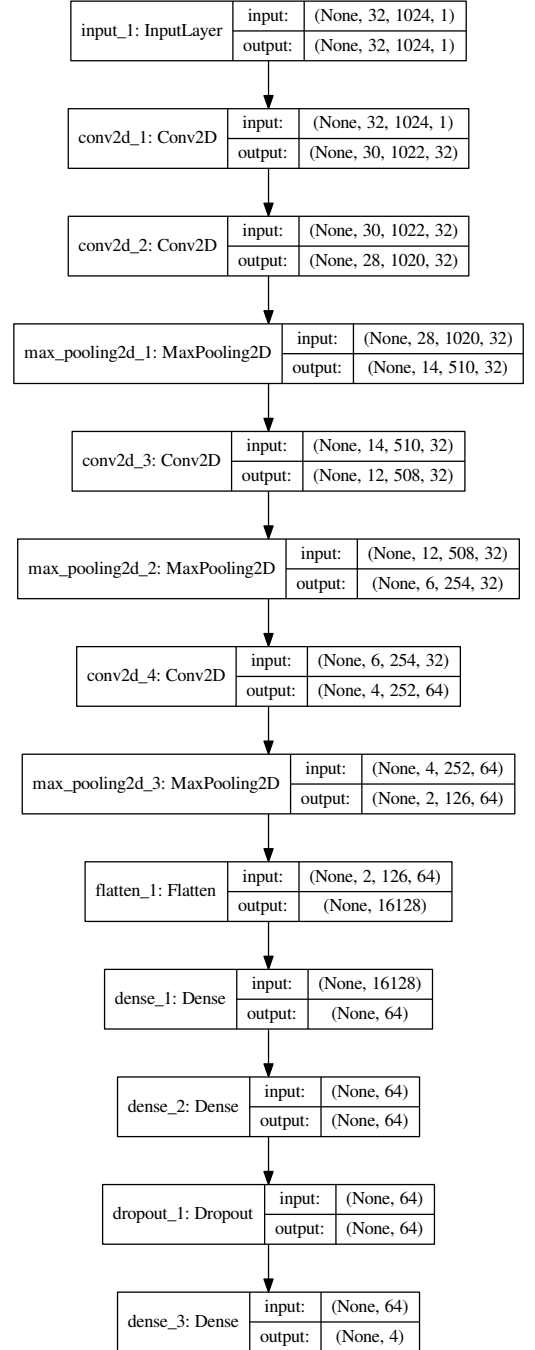 input_1: InputLayer
input: (None, 32, 1024, 1)
output: (None, 32, 1024, 1)
conv2d_1: Conv2D
input: (None, 32, 1024, 1)
output: (None, 30, 1022, 32)
conv2d_2: Conv2D
input: (None, 30, 1022, 32)
output: (None, 28, 1020, 32)
max_pooling2d_1: MaxPooling2D
input: (None, 28, 1020, 32)
output: (None, 14, 510, 32)
conv2d_3: Conv2D
input: (None, 14, 510, 32)
output: (None, 12, 508, 32)
max_pooling2d_2: MaxPooling2D
input: (None, 12, 508, 32)
output: (None, 6, 254, 32)
conv2d_4: Conv2D
input: (None, 6, 254, 32)
output: (None, 4, 252, 64)
max_pooling2d_3: MaxPooling2D
input: (None, 4, 252, 64)
output: (None, 2, 126, 64)
flatten_1: Flatten
input: (None, 2, 126, 64)
output: (None, 16128)
dense_1: Dense
input: (None, 16128)
output: (None, 64)
dense_2: Dense
input: (None, 64)
output: (None, 64)
dropout_1: Dropout
input: (None, 64)
output: (None, 64)
dense_3: Dense
input: (None, 64)
output: (None, 4)